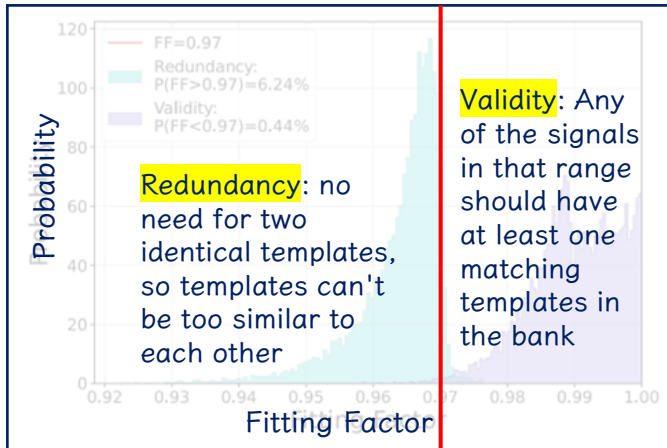 120
100
80
60
40
20
0
Probability
Probability
FF=0.97
Redundancy:
P(FF>0.97)=6.24%
Validity:
P(FF<0.97)=0.44%
Redundancy: no
need for two
identical templates,
so templates can't
be too similar to
each other
Validity: Any
of the signals
in that range
should have
at least one
matching
templates in
the bank
0.92
0.93
0.94
0.95
0.96
0.97
0.98
0.99
1.00
Fitting Factor
Fitting Factor